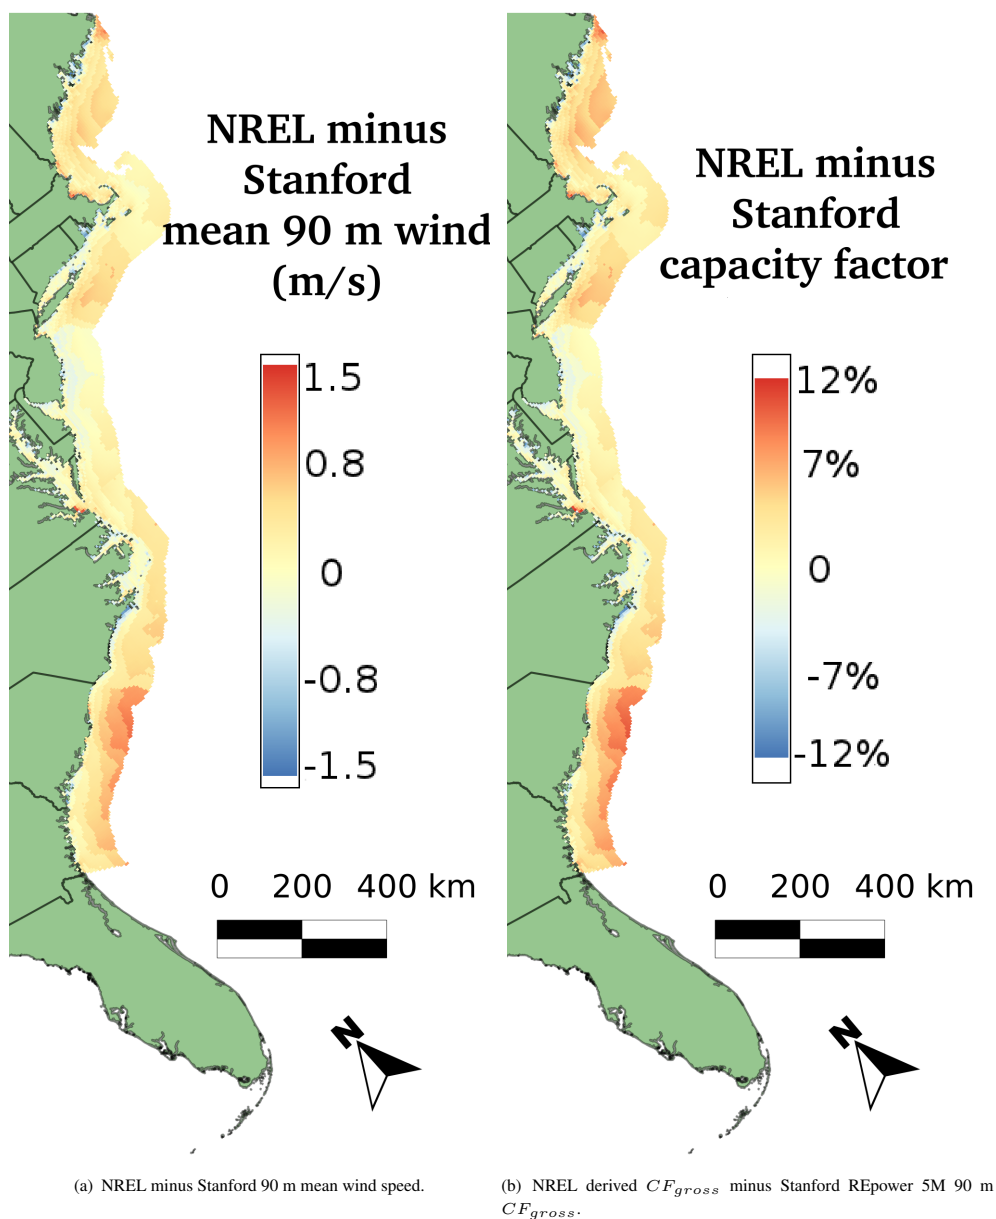 NREL minus
Stanford
mean 90 m wind
(m/s)
1.5
0.8
0
-0.8
-1.5
0 200 400 km
N
(a) NREL minus Stanford 90 m mean wind speed.
NREL minus
Stanford
capacity factor
12%
7%
0
-7%
-12%
0 200 400 km
N
(b) NREL derived CF_gross minus Stanford REpower 5M 90 m
CF_gross.